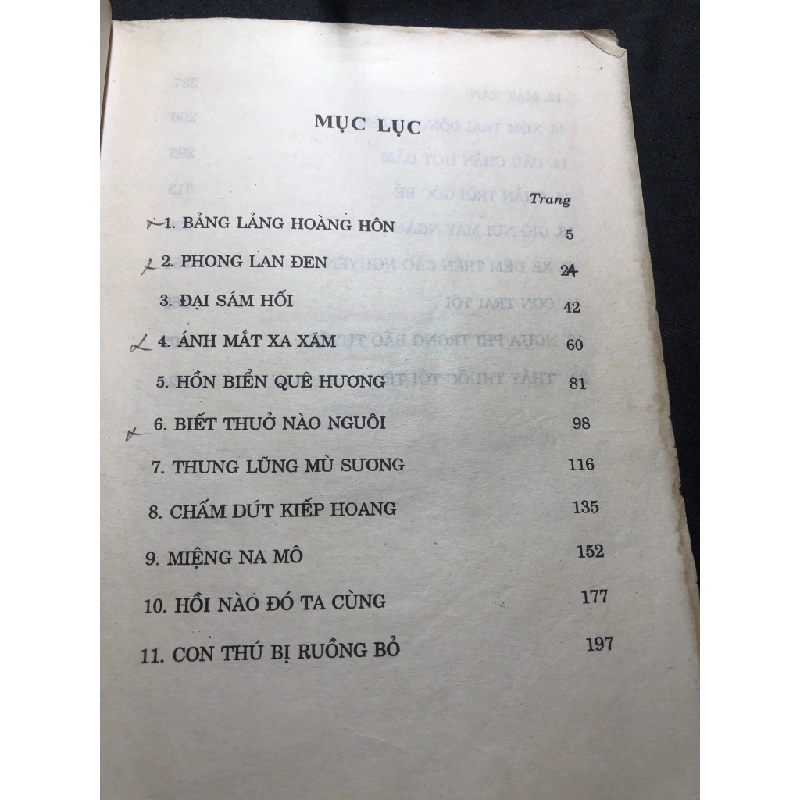 MỤC LỤC
Trang
1. BẢNG LẢNG HOÀNG HÔN 5
2. PHONG LAN ĐEN 24
3. ĐẠI SÁM HỐI 42
4. ÁNH MẮT XA XĂM 60
5. HỒN BIỂN QUÊ HƯƠNG 81
6. BIẾT THUỞ NÀO NGUÔI 98
7. THUNG LŨNG MÙ SƯƠNG 116
8. CHẤM DỨT KIẾP HOANG 135
9. MIỆNG NA MÔ 152
10. HỒI NÀO ĐÓ TA CÙNG 177
11. CON THÚ BỊ RUỒNG BỎ 197